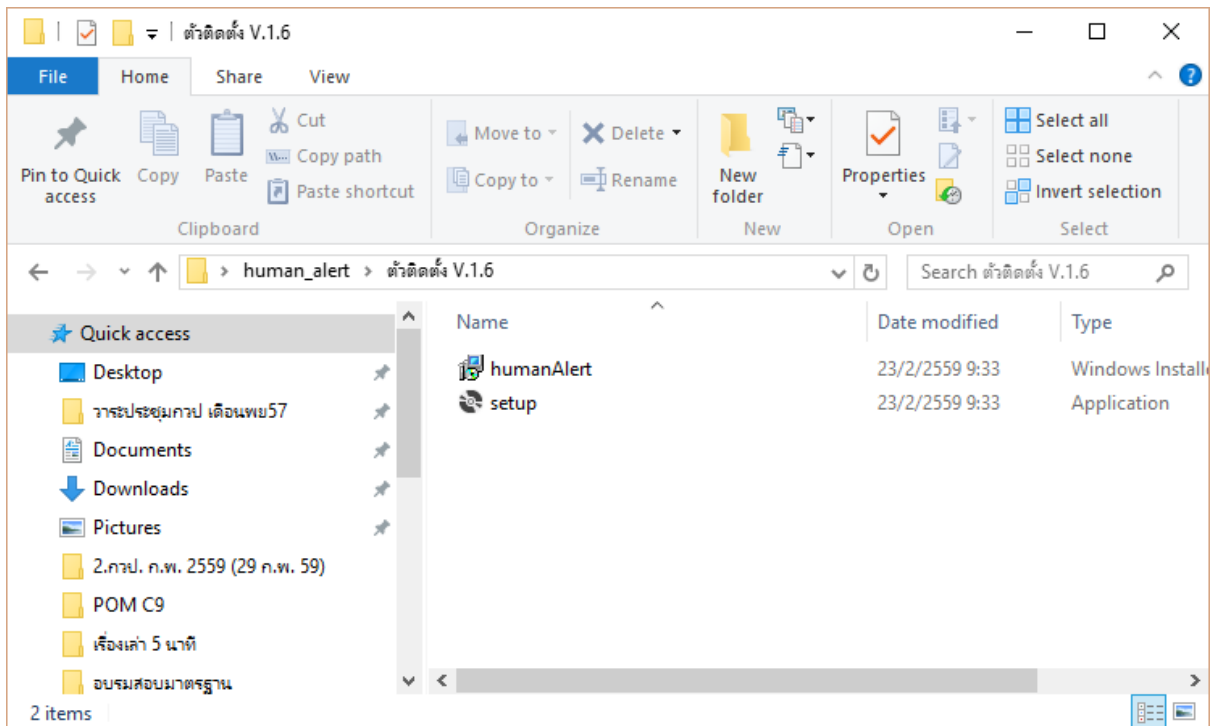 ตัวติดตั้ง V.1.6
File Home Share View
Pin to Quick access
Copy
Paste
Cut
Copy path
Paste shortcut
Clipboard
Move to
Copy to
Delete
Rename
Organize
New folder
New
Properties
Open
Select all
Select none
Invert selection
Select
human_alert > ตัวติดตั้ง V.1.6
Search ตัวติดตั้ง V.1.6
Quick access
Desktop
วาระประชุมกวป เดือนพย57
Documents
Downloads
Pictures
2.กวป. ก.พ. 2559 (29 ก.พ. 59)
POM C9
เรื่องเล่า 5 นาที
อบรมสอบมาตรฐาน
Name Date modified Type
humanAlert 23/2/2559 9:33 Windows Installe
setup 23/2/2559 9:33 Application
2 items